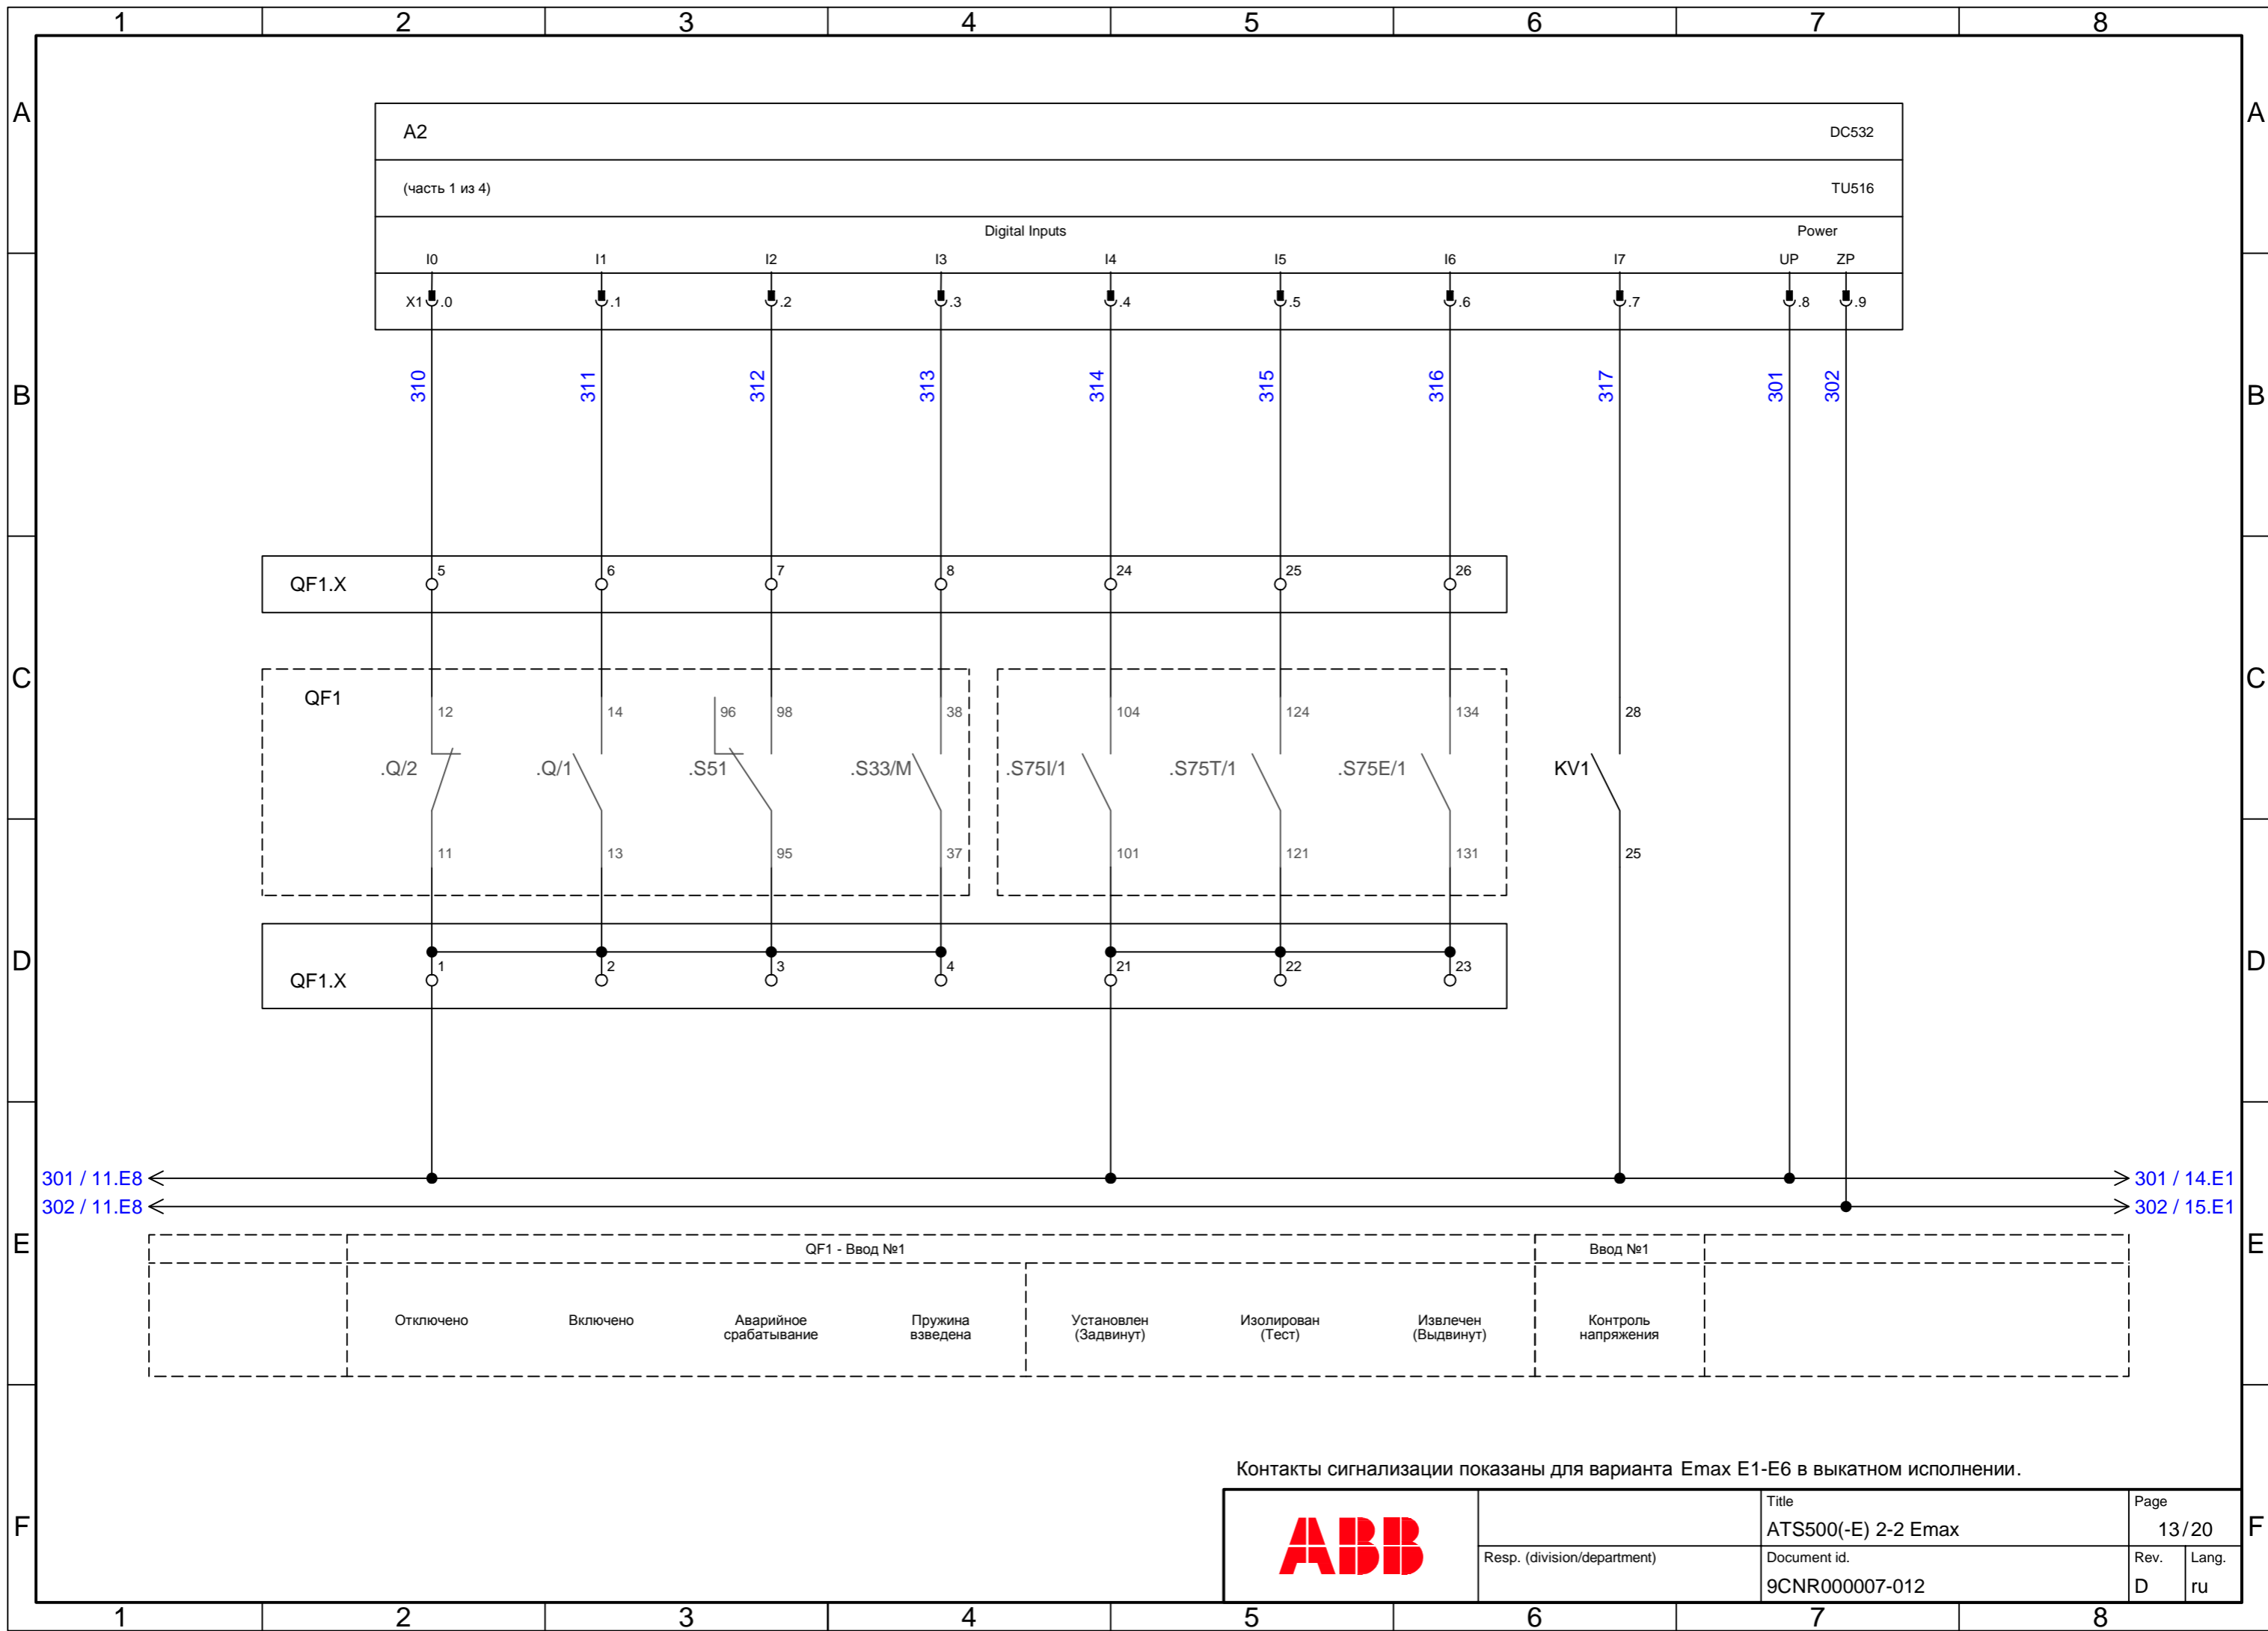 1 2 3 4 5 6 7 8
A A
A2 DC532
(часть 1 из 4) TU516
Digital Inputs Power
I0 I1 I2 I3 I4 I5 I6 I7 UP ZP
X1 .0 .1 .2 .3 .4 .5 .6 .7 .8 .9
B B
310 311 312 313 314 315 316 317 301 302
QF1.X 5 6 7 8 24 25 26
C C
QF1
12 14 96 98 38 104 124 134 28
.Q/2 .Q/1 .S51 .S33/M .S75I/1 .S75T/1 .S75E/1 KV1
11 13 95 37 101 121 131 25
D D
QF1.X 1 2 3 4 21 22 23
301 / 11.E8 301 / 14.E1
302 / 11.E8 302 / 15.E1
E E
QF1 - Ввод №1 Ввод №1
Отключено Включено Аварийное срабатывание Пружина взведена Установлен (Задвинут) Изолирован (Тест) Извлечен (Выдвинут) Контроль напряжения
Контакты сигнализации показаны для варианта Emax E1-E6 в выкатном исполнении.
F F
ABB
Title Page
ATS500(-E) 2-2 Emax 13/20
Resp. (division/department) Document id. Rev. Lang.
9CNR000007-012 D ru
1 2 3 4 5 6 7 8